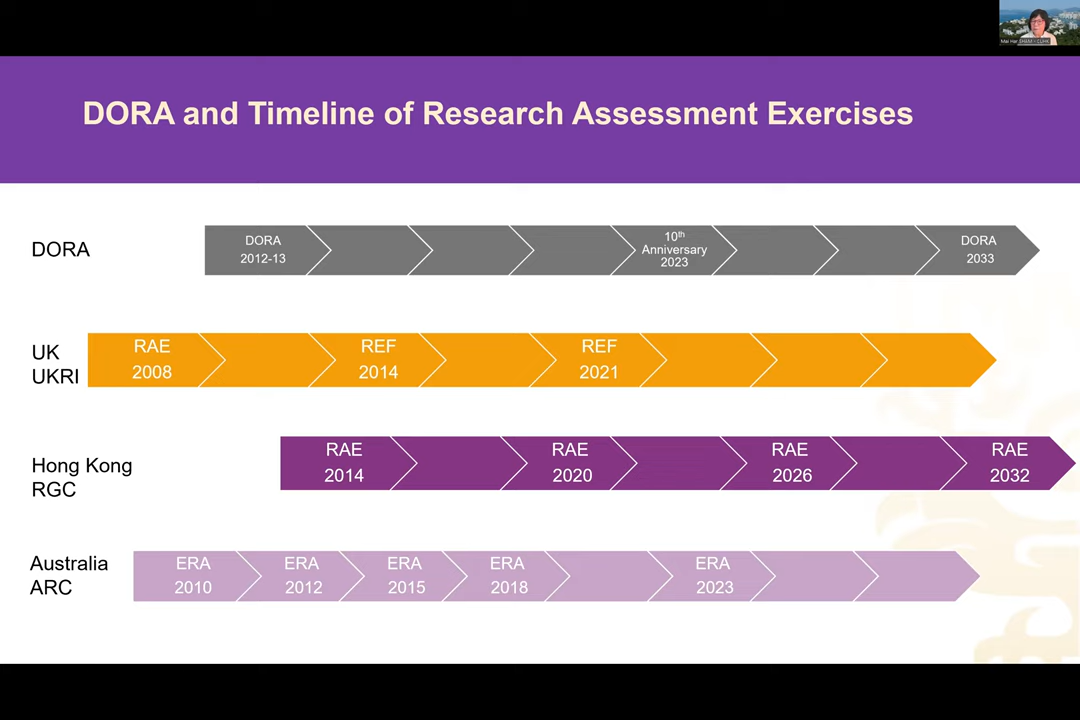 DORA and Timeline of Research Assessment Exercises
DORA
DORA
2012-13
10th
Anniversary
2023
DORA
2033
UK
UKRI
RAE
2008
REF
2014
REF
2021
Hong Kong
RGC
RAE
2014
RAE
2020
RAE
2026
RAE
2032
Australia
ARC
ERA
2010
ERA
2012
ERA
2015
ERA
2018
ERA
2023